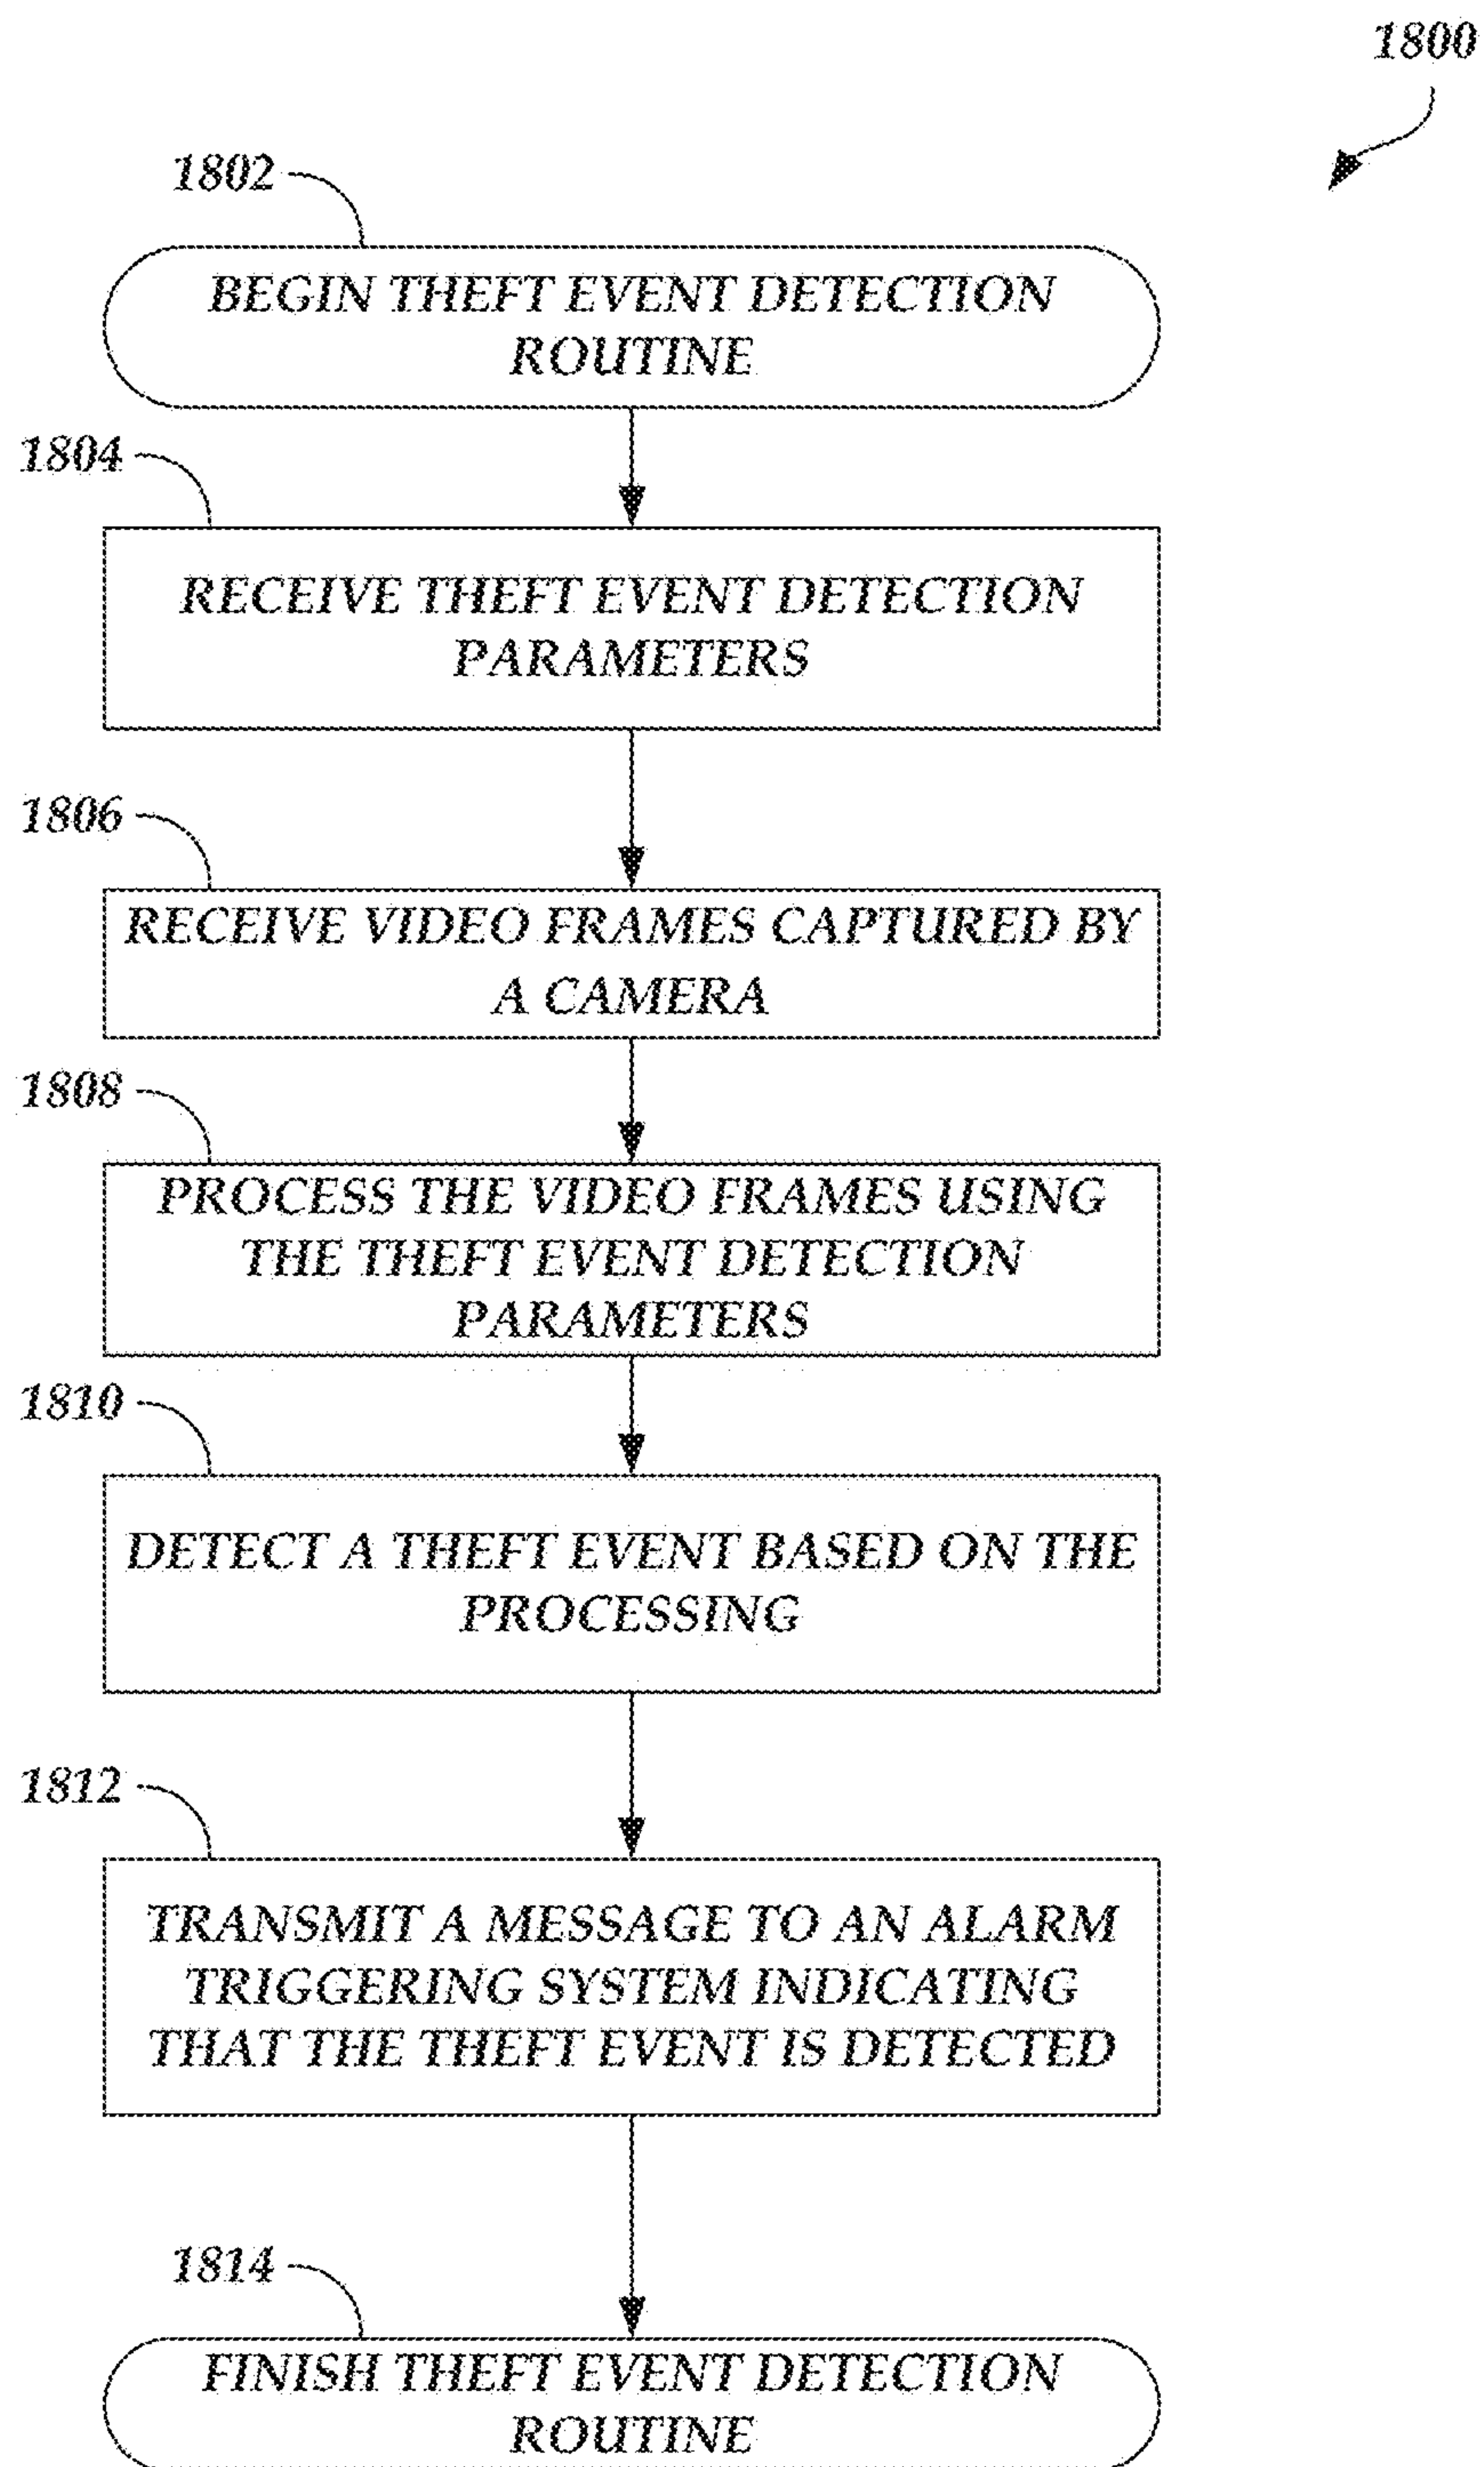 1800
1802
BEGIN THEFT EVENT DETECTION
ROUTINE
1804
RECEIVE THEFT EVENT DETECTION
PARAMETERS
1806
RECEIVE VIDEO FRAMES CAPTURED BY
A CAMERA
1808
PROCESS THE VIDEO FRAMES USING
THE THEFT EVENT DETECTION
PARAMETERS
1810
DETECT A THEFT EVENT BASED ON THE
PROCESSING
1812
TRANSMIT A MESSAGE TO AN ALARM
TRIGGERING SYSTEM INDICATING
THAT THE THEFT EVENT IS DETECTED
1814
FINISH THEFT EVENT DETECTION
ROUTINE